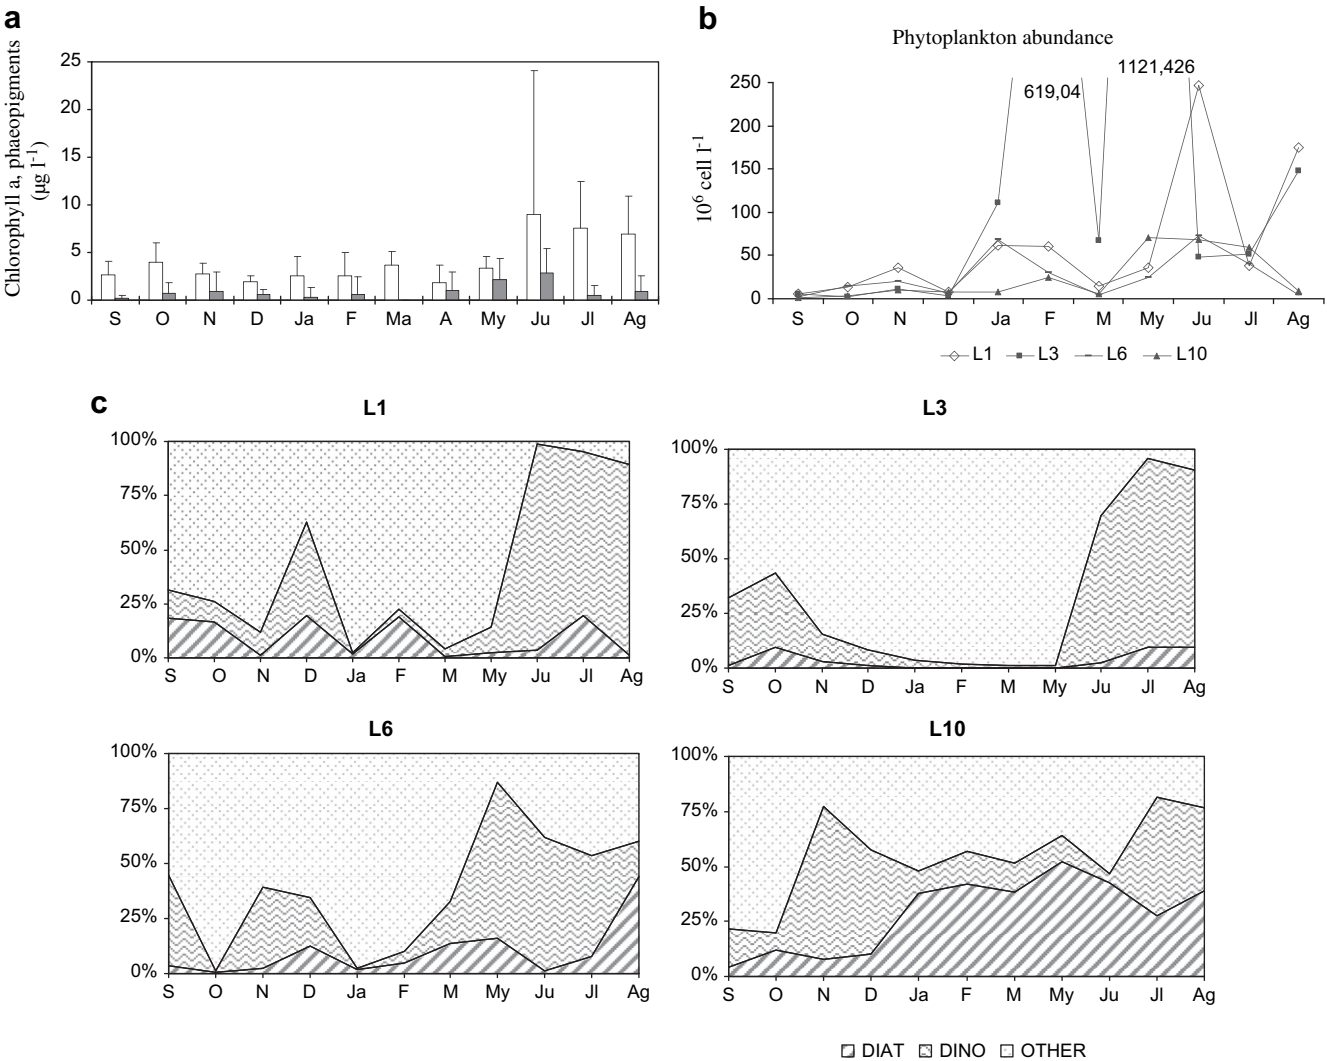 a
Chlorophyll a, phaeopigments
(µg l⁻¹)
25
20
15
10
5
0
S O N D Ja F Ma A My Ju Jl Ag
b
Phytoplankton abundance
1121,426
619,04
10⁶ cell l⁻¹
250
200
150
100
50
0
S O N D Ja F M My Ju Jl Ag
L1 L3 L6 L10
c
L1
100%
75%
50%
25%
0%
S O N D Ja F M My Ju Jl Ag
L3
100%
75%
50%
25%
0%
S O N D Ja F M My Ju Jl Ag
L6
100%
75%
50%
25%
0%
S O N D Ja F M My Ju Jl Ag
L10
100%
75%
50%
25%
0%
S O N D Ja F M My Ju Jl Ag
DIAT DINO OTHER